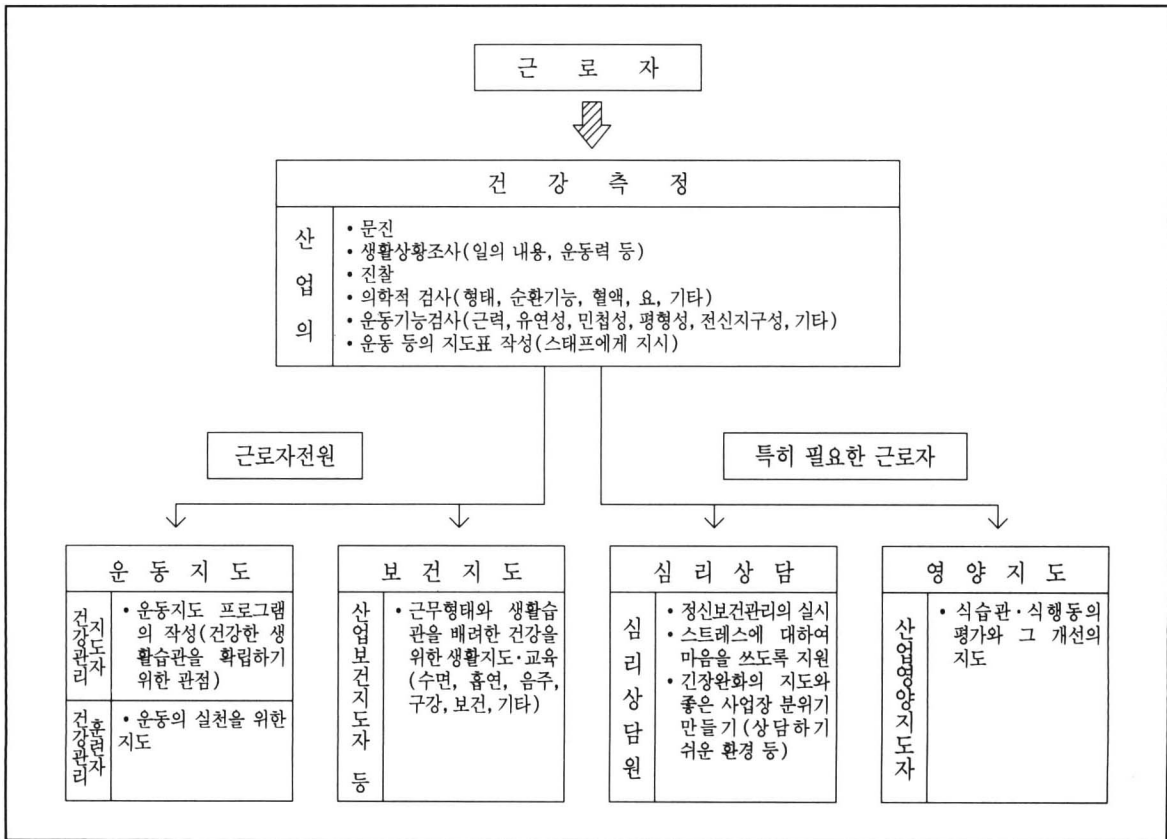 근 로 자
건 강 측 정
산 업 의
• 문진
• 생활상황조사(일의 내용, 운동력 등)
• 진찰
• 의학적 검사(형태, 순환기능, 혈액, 요, 기타)
• 운동기능검사(근력, 유연성, 민첩성, 평형성, 전신지구성, 기타)
• 운동 등의 지도표 작성(스태프에게 지시)
근로자전원
특히 필요한 근로자
운 동 지 도
건강관리 지도자
• 운동지도 프로그램
의 작성(건강한 생
활습관을 확립하기
위한 관점)
건강관리 훈련자
• 운동의 실천을 위한
지도
보 건 지 도
산업보건지도자 등
• 근무형태와 생활습
관을 배려한 건강을
위한 생활지도·교육
(수면, 흡연, 음주,
구강, 보건, 기타)
심 리 상 담
심리상담원
• 정신보건관리의 실시
• 스트레스에 대하여
마음을 쓰도록 지원
• 긴장완화의 지도와
좋은 사업장 분위기
만들기(상담하기
쉬운 환경 등)
영 양 지 도
산업영양지도자
• 식습관·식행동의
평가와 그 개선의
지도